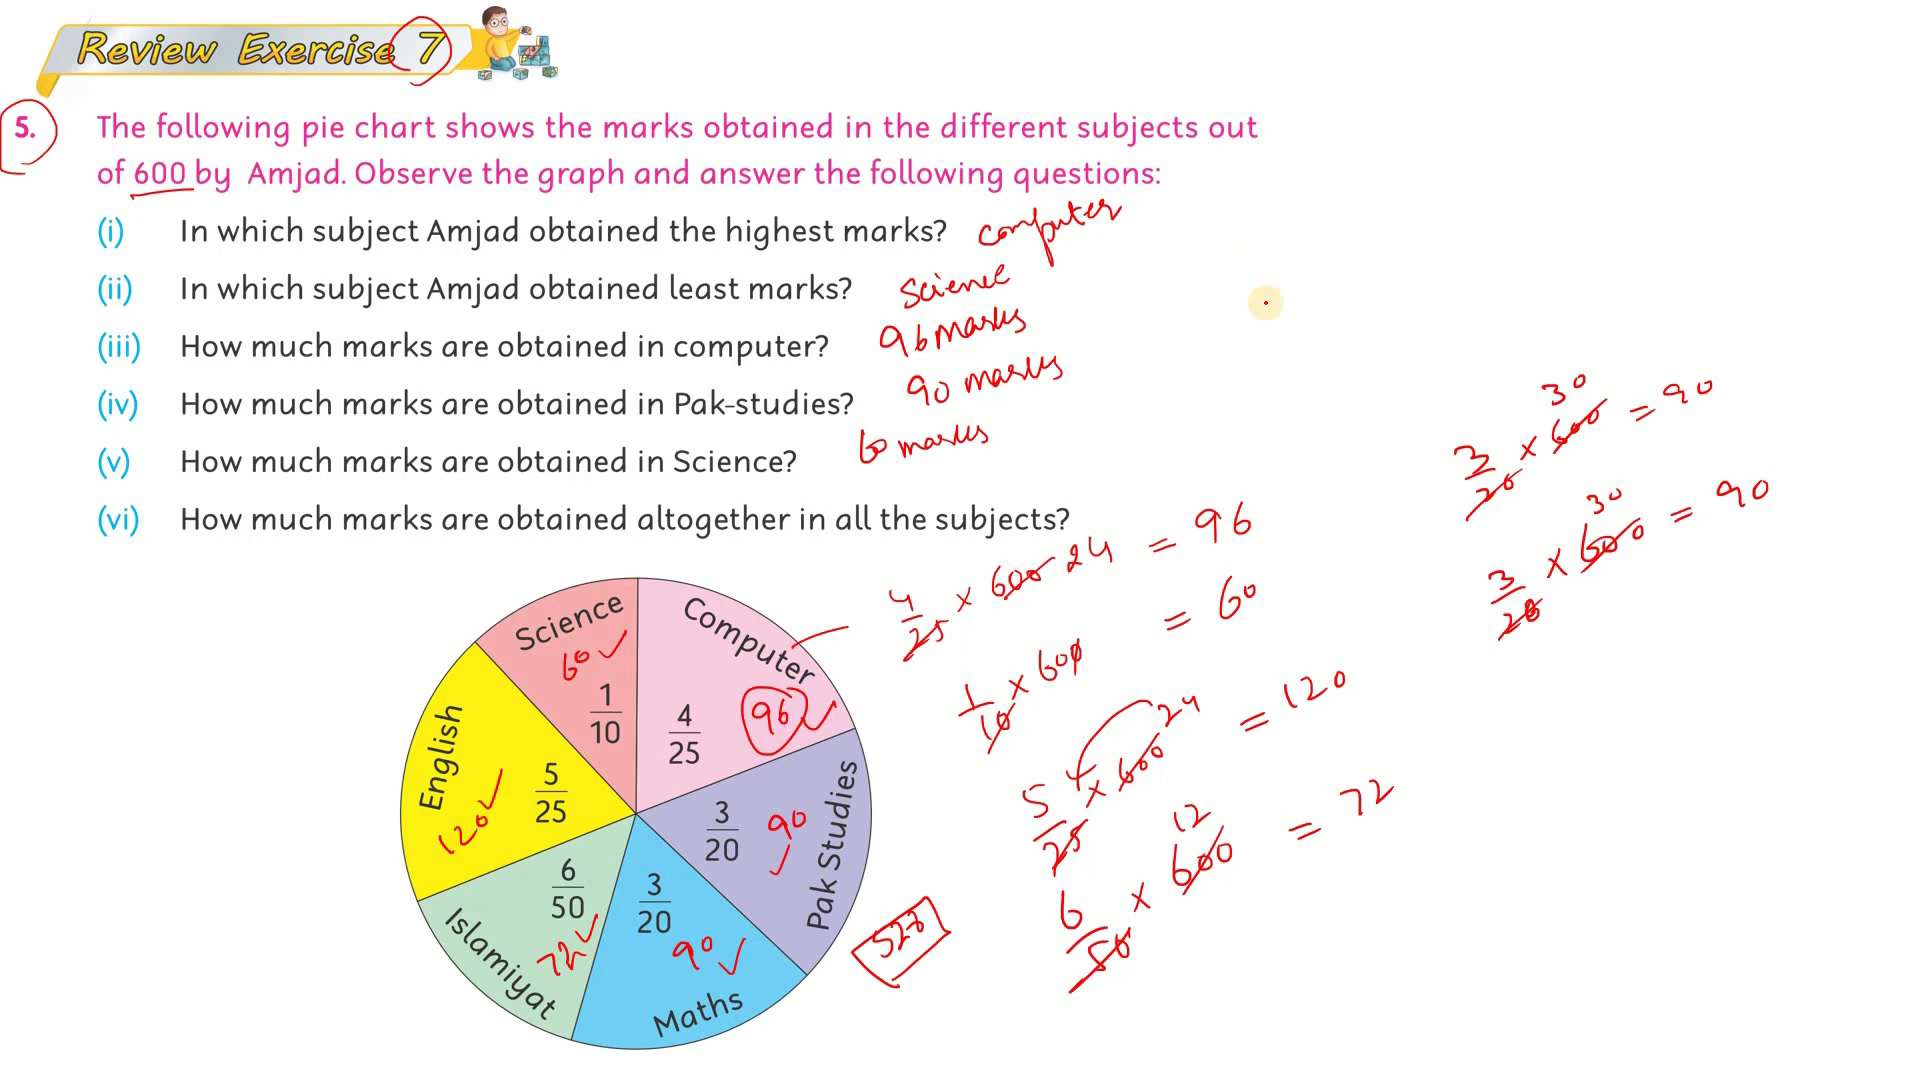 Review Exercise 7
5. The following pie chart shows the marks obtained in the different subjects out
of 600 by Amjad. Observe the graph and answer the following questions:
(i) In which subject Amjad obtained the highest marks? computer
(ii) In which subject Amjad obtained least marks? Science
(iii) How much marks are obtained in computer? 96 marks
(iv) How much marks are obtained in Pak-studies? 90 marks
(v) How much marks are obtained in Science? 60 marks
(vi) How much marks are obtained altogether in all the subjects?
3/20 × 600 30 = 90
3/20 × 600 30 = 90
4/25 × 600 24 = 96
1/10 × 600 = 60
5/25 × 600 24 = 120
6/50 × 600 12 = 72
Science
60
1/10
Computer
96
4/25
English
120
5/25
Pak Studies
90
3/20
Islamiyat
72
6/50
Maths
90
3/20
528